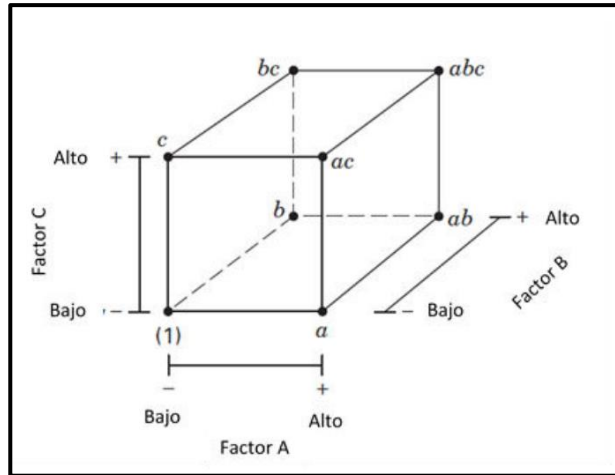 bc
abc
c
Alto +
ac
Factor C
b
ab
+ Alto
Factor B
Bajo –
(1)
a
– Bajo
– +
Bajo
Alto
Factor A